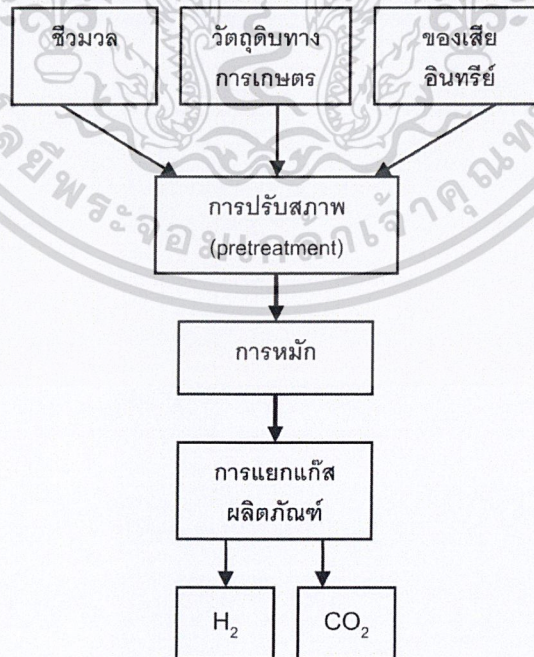 ชีวมวล
วัตถุดิบทาง
การเกษตร
ของเสีย
อินทรีย์
การปรับสภาพ
(pretreatment)
การหมัก
การแยกแก๊ส
ผลิตภัณฑ์
H₂
CO₂